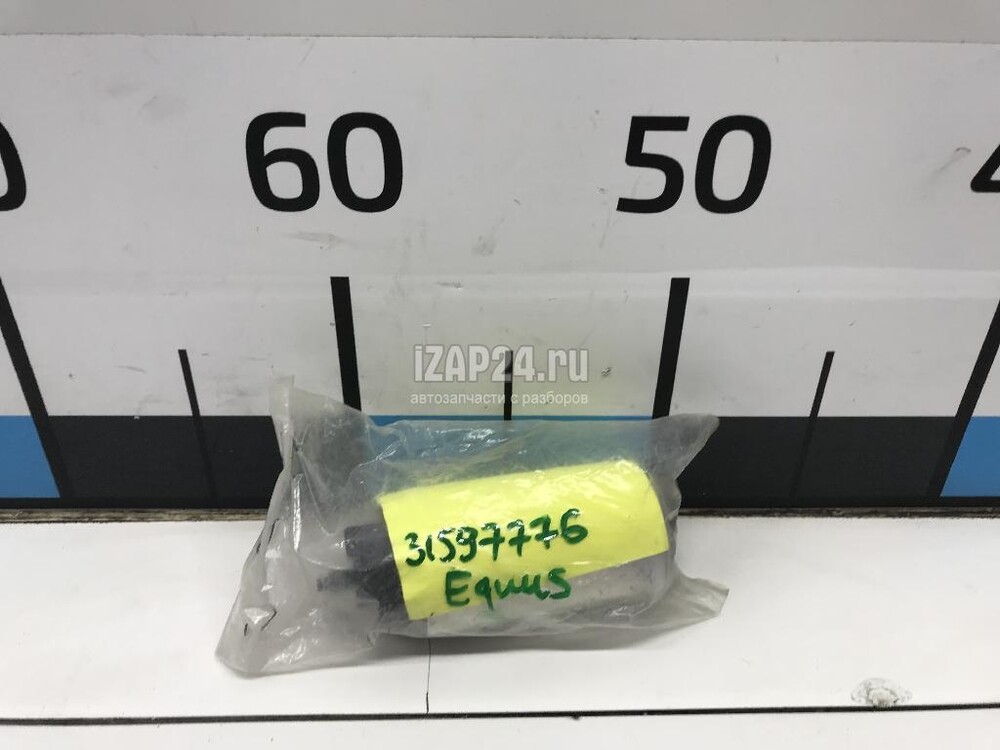 60 50
iZAP24.ru
автозапчасти с разборов
31597776
Equus